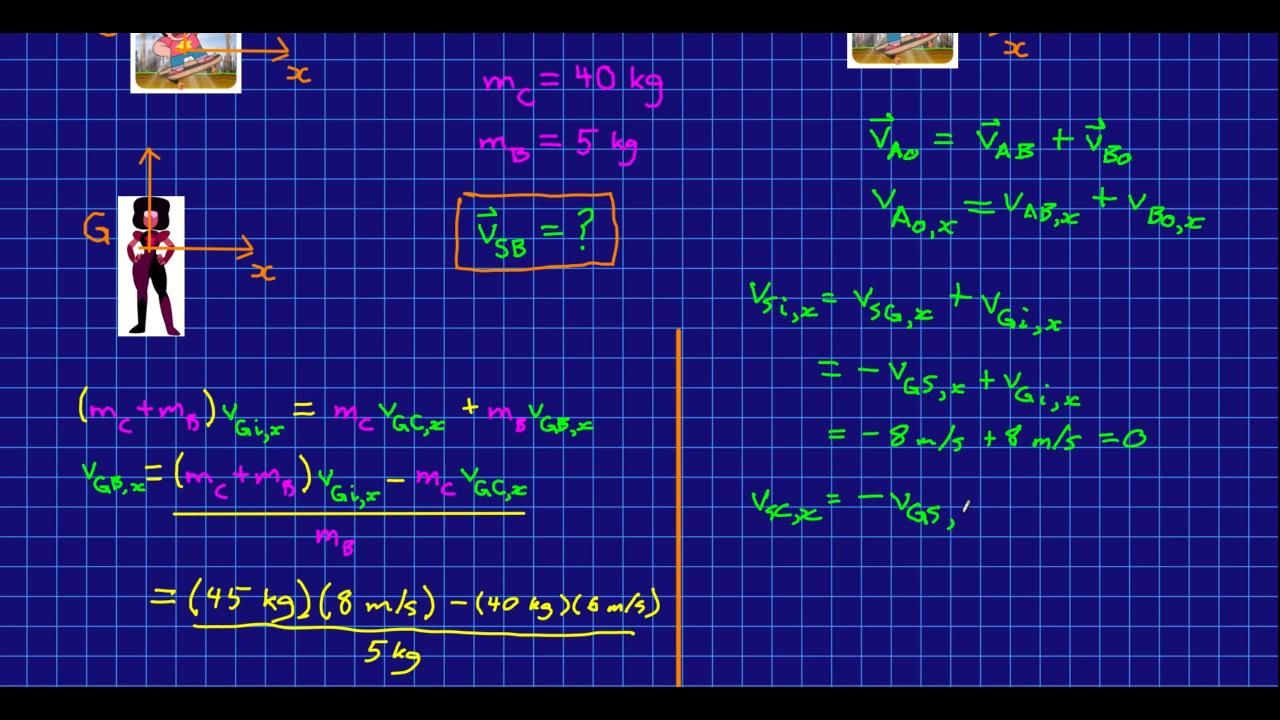 x
m_C = 40 kg
m_B = 5 kg
G
x
v⃗_SB = ?
(m_C + m_B) v_Gi,x = m_C v_GC,x + m_B v_GB,x
v_GB,x = (m_C + m_B) v_Gi,x - m_C v_GC,x
m_B
= (45 kg)(8 m/s) - (40 kg)(6 m/s)
5 kg
x
v⃗_AO = v⃗_AB + v⃗_BO
v_AO,x = v_AB,x + v_BO,x
v_Si,x = v_SG,x + v_Gi,x
= - v_GS,x + v_Gi,x
= - 8 m/s + 8 m/s = 0
v_SC,x = - v_GS,